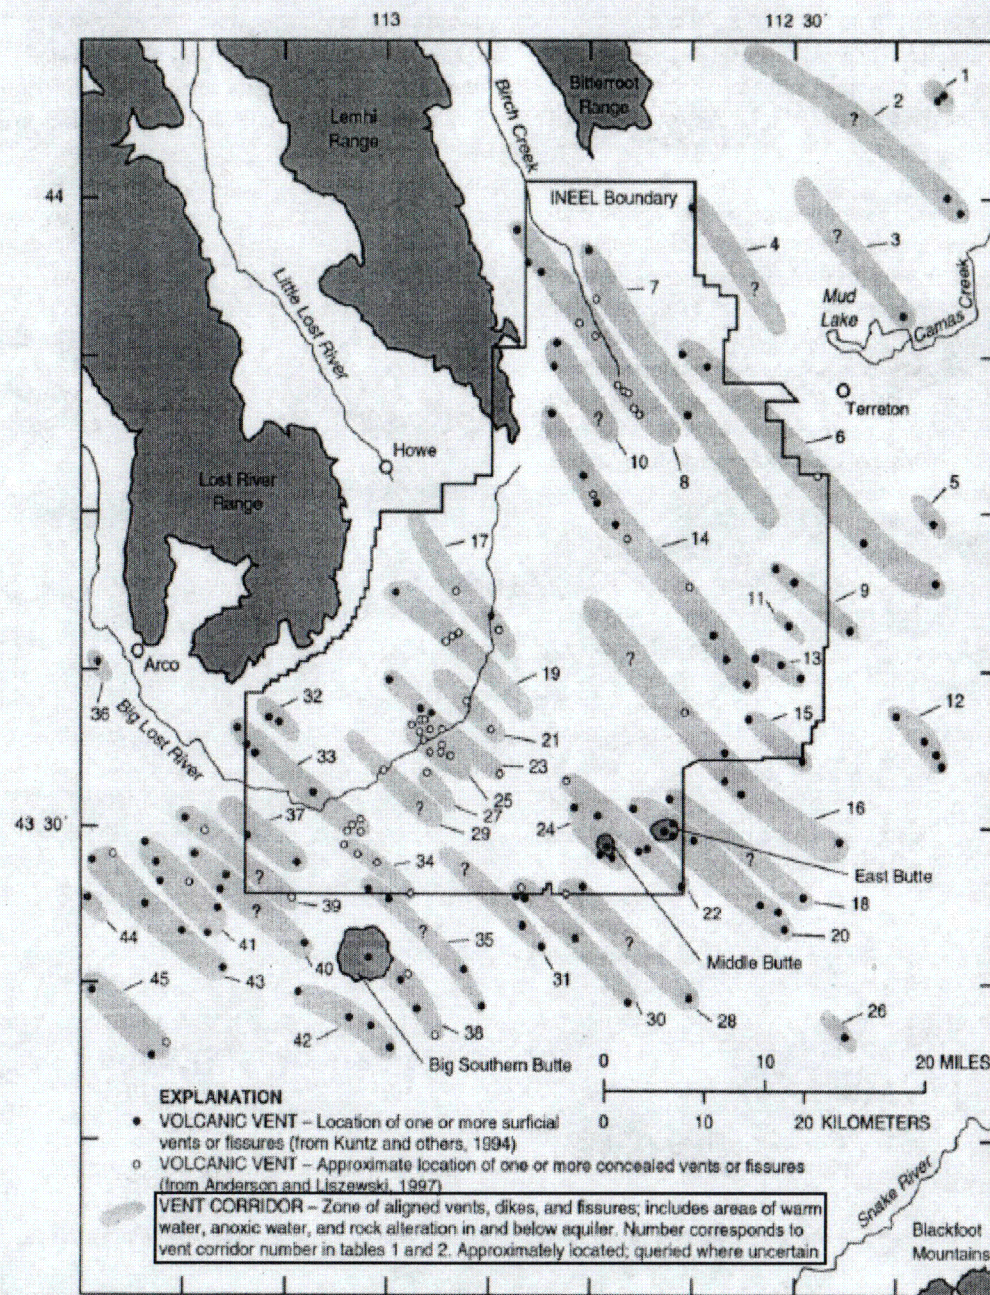 113
112 30'
1
Bitterroot
Range
2
Birch Creek
?
Lemhi
Range
44
INEEL Boundary
?
4
3
Little Lost River
7
?
Mud
Lake
Camas Creek
Terreton
6
Howe
?
10
8
Lost River
Range
5
17
14
11
9
Arco
?
13
36
32
19
12
15
Big Lost River
33
21
23
25
16
27
?
29
43 30'
37
24
34
?
?
East Butte
?
39
22
18
?
44
41
20
?
35
?
40
31
Middle Butte
45
43
30
28
26
42
38
Big Southern Butte
0 10 20 MILES
0 10 20 KILOMETERS
EXPLANATION
VOLCANIC VENT – Location of one or more surficial
vents or fissures (from Kuntz and others, 1994)
VOLCANIC VENT – Approximate location of one or more concealed vents or fissures
(from Anderson and Liszewski, 1997)
VENT CORRIDOR – Zone of aligned vents, dikes, and fissures; includes areas of warm
water, anoxic water, and rock alteration in and below aquifer. Number corresponds to
vent corridor number in tables 1 and 2. Approximately located; queried where uncertain
Snake River
Blackfoot
Mountains